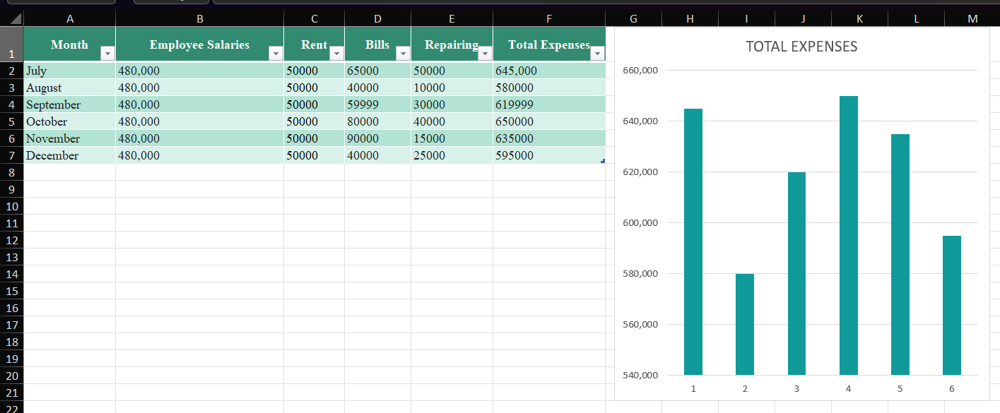 A B C D E F G H I J K L M
1 Month Employee Salaries Rent Bills Repairing Total Expenses
2 July 480,000 50000 65000 50000 645,000
3 August 480,000 50000 40000 10000 580000
4 September 480,000 50000 59999 30000 619999
5 October 480,000 50000 80000 40000 650000
6 November 480,000 50000 90000 15000 635000
7 December 480,000 50000 40000 25000 595000
8
9
10
11
12
13
14
15
16
17
18
19
20
21
22
TOTAL EXPENSES
660,000
640,000
620,000
600,000
580,000
560,000
540,000
1 2 3 4 5 6